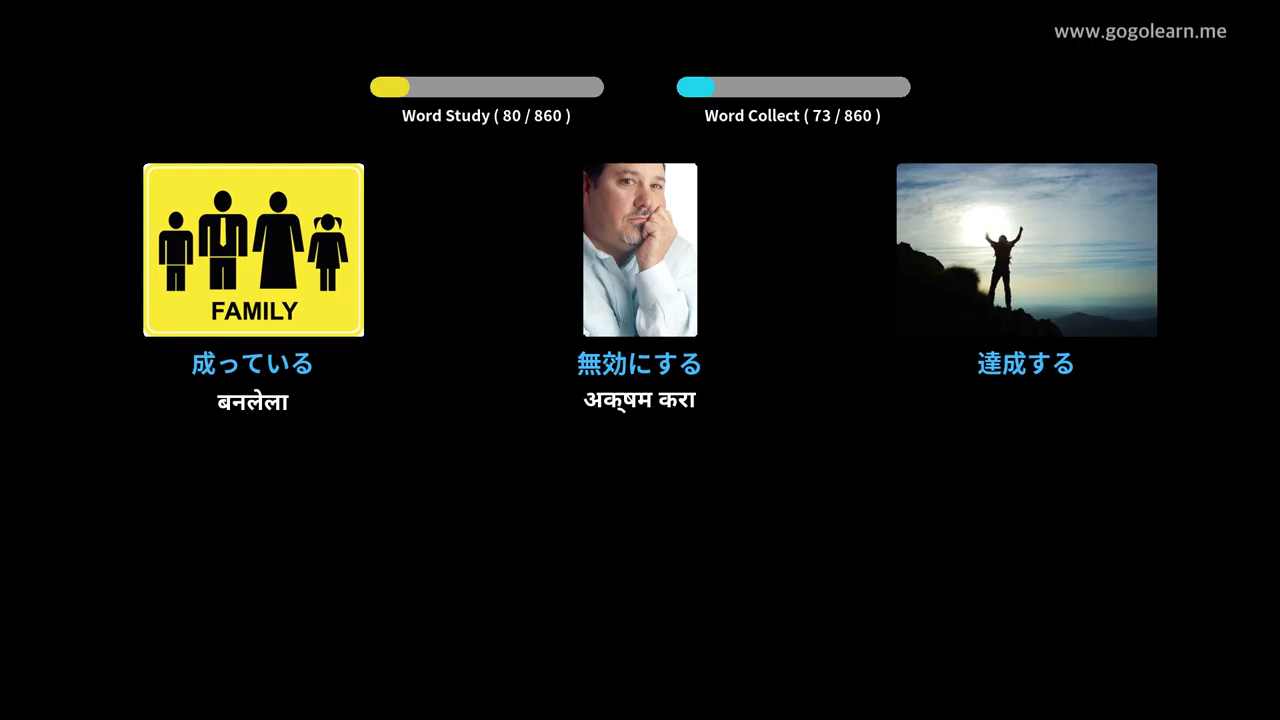 www.gogolearn.me
Word Study ( 80 / 860 )
Word Collect ( 73 / 860 )
FAMILY
成っている
無効にする
達成する
बनलेला
अक्षम करा